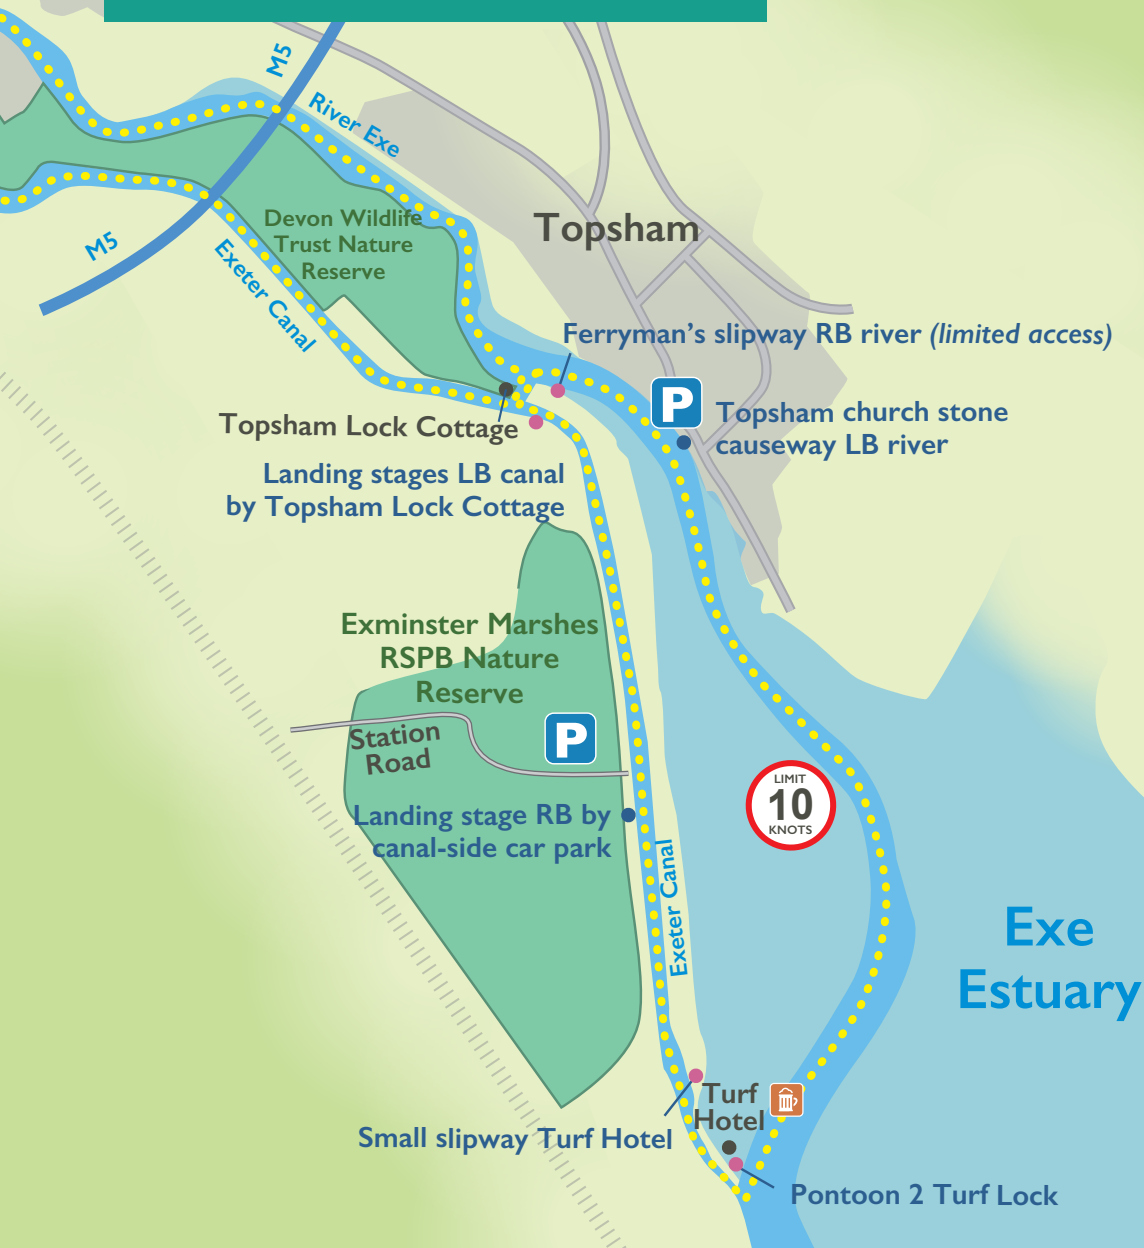 M5
River Exe
Devon Wildlife
Trust Nature
Reserve
Topsham
M5
Exeter Canal
Ferryman’s slipway RB river (limited access)
P
Topsham church stone
causeway LB river
Topsham Lock Cottage
Landing stages LB canal
by Topsham Lock Cottage
Exminster Marshes
RSPB Nature
Reserve
P
Station
Road
LIMIT
10
KNOTS
Landing stage RB by
canal-side car park
Exeter Canal
Exe
Estuary
Turf
Hotel
Small slipway Turf Hotel
Pontoon 2 Turf Lock